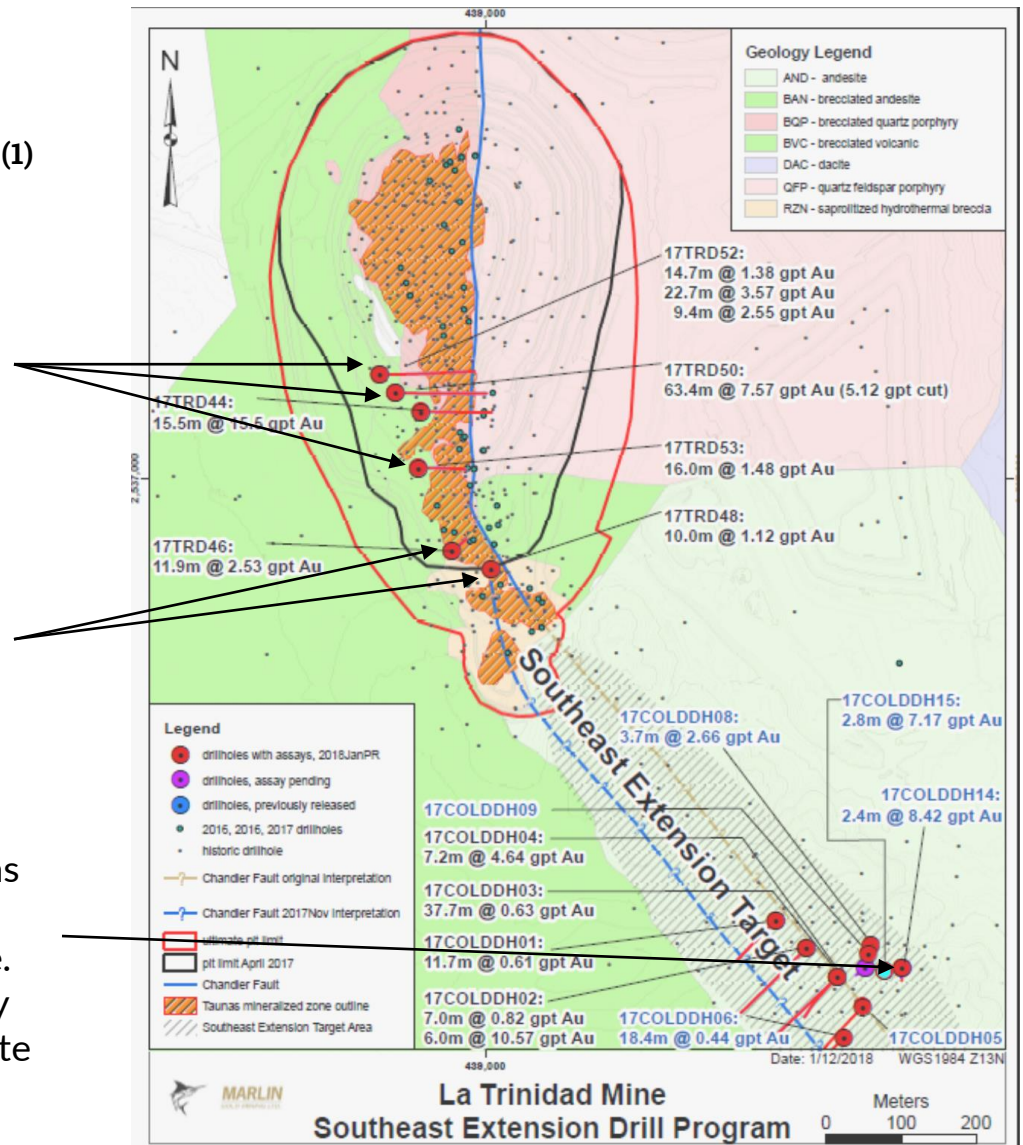 439,000
N
(1)
Geology Legend
AND - andesite
BAN - brecciated andesite
BQP - brecciated quartz porphyry
BVC - brecciated volcanic
DAC - dacite
QFP - quartz feldspar porphyry
RZN - saprolitized hydrothermal breccia
17TRD52:
14.7m @ 1.38 gpt Au
22.7m @ 3.57 gpt Au
9.4m @ 2.55 gpt Au
17TRD50:
63.4m @ 7.57 gpt Au (5.12 gpt cut)
17TRD44:
15.5m @ 15.5 gpt Au
17TRD53:
16.0m @ 1.48 gpt Au
2,537,000
17TRD48:
10.0m @ 1.12 gpt Au
17TRD46:
11.9m @ 2.53 gpt Au
Southeast Extension Target
17COLDDH15:
2.8m @ 7.17 gpt Au
17COLDDH08:
3.7m @ 2.66 gpt Au
17COLDDH14:
2.4m @ 8.42 gpt Au
17COLDDH09
17COLDDH04:
7.2m @ 4.64 gpt Au
17COLDDH03:
37.7m @ 0.63 gpt Au
17COLDDH01:
11.7m @ 0.61 gpt Au
17COLDDH02:
7.0m @ 0.82 gpt Au
6.0m @ 10.57 gpt Au
17COLDDH06:
18.4m @ 0.44 gpt Au
17COLDDH05
Legend
drillholes with assays, 2018JanPR
drillholes, assay pending
drillholes, previously released
2016, 2016, 2017 drillholes
historic drillhole
Chandler Fault original interpretation
Chandler Fault 2017Nov interpretation
ultimate pit limit
pit limit April 2017
Chandler Fault
Taunas mineralized zone outline
Southeast Extension Target Area
439,000
Date: 1/12/2018 WGS1984 Z13N
MARLIN
La Trinidad Mine
Southeast Extension Drill Program
Meters
0 100 200